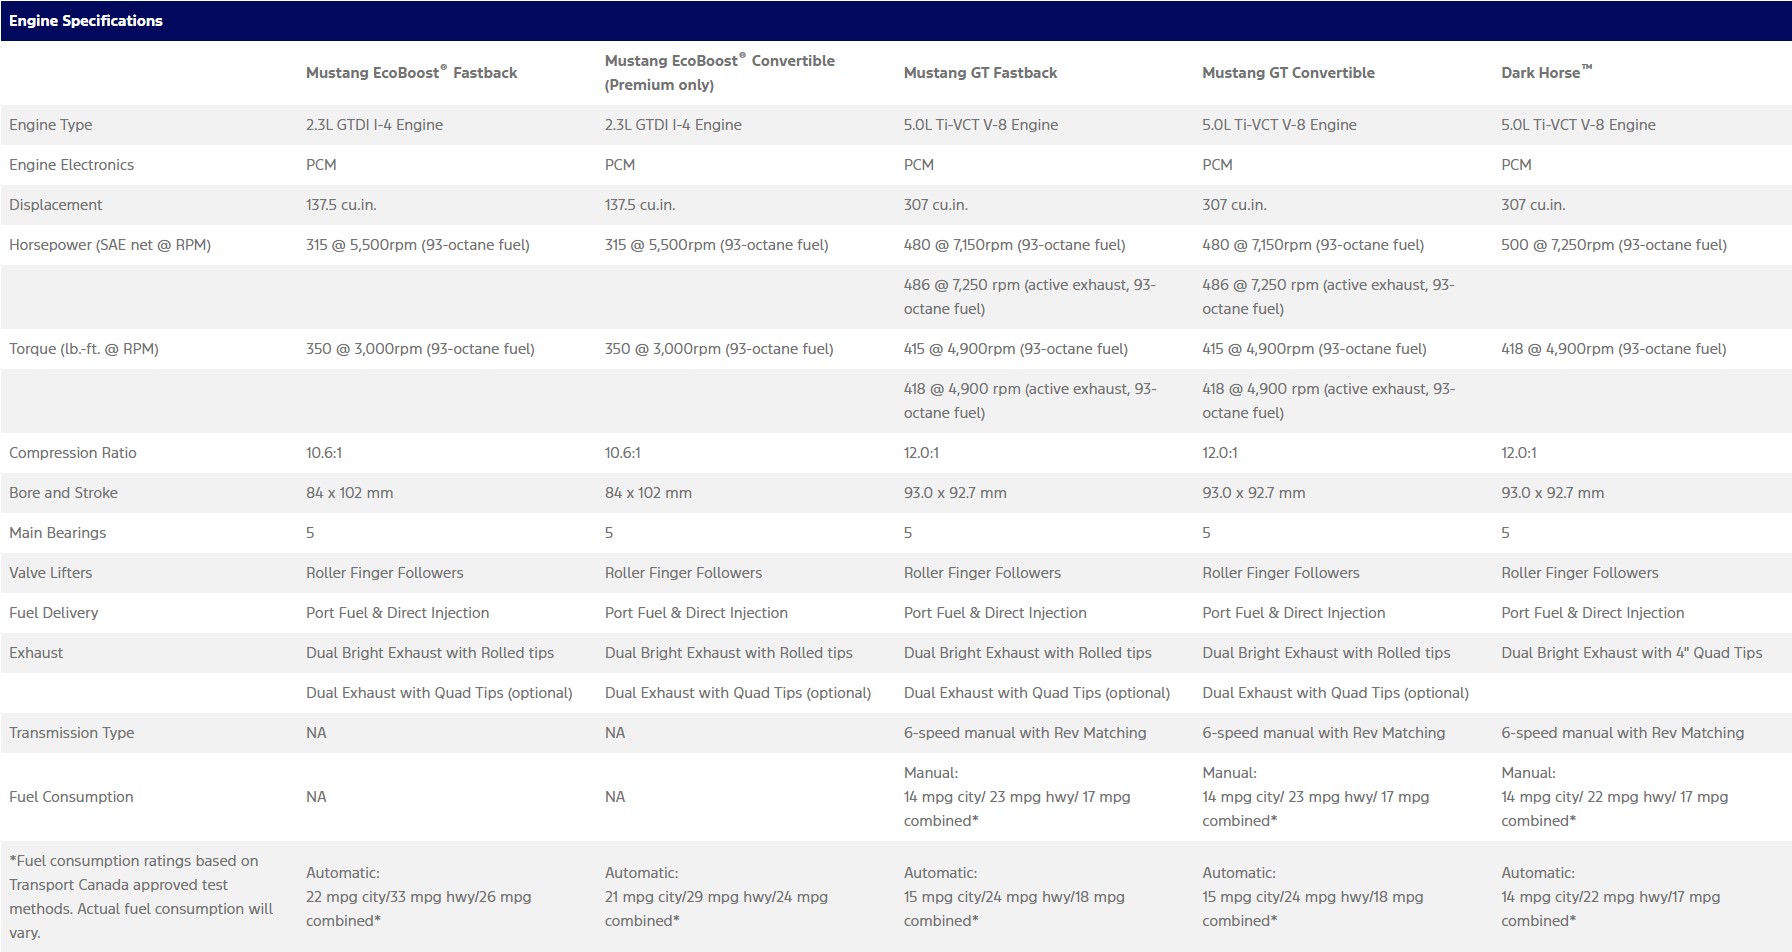 Engine Specifications
Mustang EcoBoost® Fastback
Mustang EcoBoost® Convertible
(Premium only)
Mustang GT Fastback
Mustang GT Convertible
Dark Horse™
Engine Type 2.3L GTDI I-4 Engine 2.3L GTDI I-4 Engine 5.0L Ti-VCT V-8 Engine 5.0L Ti-VCT V-8 Engine 5.0L Ti-VCT V-8 Engine
Engine Electronics PCM PCM PCM PCM PCM
Displacement 137.5 cu.in. 137.5 cu.in. 307 cu.in. 307 cu.in. 307 cu.in.
Horsepower (SAE net @ RPM) 315 @ 5,500rpm (93-octane fuel) 315 @ 5,500rpm (93-octane fuel) 480 @ 7,150rpm (93-octane fuel) 480 @ 7,150rpm (93-octane fuel) 500 @ 7,250rpm (93-octane fuel)
486 @ 7,250 rpm (active exhaust, 93-
octane fuel)
486 @ 7,250 rpm (active exhaust, 93-
octane fuel)
Torque (lb.-ft. @ RPM) 350 @ 3,000rpm (93-octane fuel) 350 @ 3,000rpm (93-octane fuel) 415 @ 4,900rpm (93-octane fuel) 415 @ 4,900rpm (93-octane fuel) 418 @ 4,900rpm (93-octane fuel)
418 @ 4,900 rpm (active exhaust, 93-
octane fuel)
418 @ 4,900 rpm (active exhaust, 93-
octane fuel)
Compression Ratio 10.6:1 10.6:1 12.0:1 12.0:1 12.0:1
Bore and Stroke 84 x 102 mm 84 x 102 mm 93.0 x 92.7 mm 93.0 x 92.7 mm 93.0 x 92.7 mm
Main Bearings 5 5 5 5 5
Valve Lifters Roller Finger Followers Roller Finger Followers Roller Finger Followers Roller Finger Followers Roller Finger Followers
Fuel Delivery Port Fuel & Direct Injection Port Fuel & Direct Injection Port Fuel & Direct Injection Port Fuel & Direct Injection Port Fuel & Direct Injection
Exhaust Dual Bright Exhaust with Rolled tips Dual Bright Exhaust with Rolled tips Dual Bright Exhaust with Rolled tips Dual Bright Exhaust with Rolled tips Dual Bright Exhaust with 4" Quad Tips
Dual Exhaust with Quad Tips (optional) Dual Exhaust with Quad Tips (optional) Dual Exhaust with Quad Tips (optional) Dual Exhaust with Quad Tips (optional)
Transmission Type NA NA 6-speed manual with Rev Matching 6-speed manual with Rev Matching 6-speed manual with Rev Matching
Fuel Consumption
NA
NA
Manual:
14 mpg city/ 23 mpg hwy/ 17 mpg
combined*
Manual:
14 mpg city/ 23 mpg hwy/ 17 mpg
combined*
Manual:
14 mpg city/ 22 mpg hwy/ 17 mpg
combined*
*Fuel consumption ratings based on
Transport Canada approved test
methods. Actual fuel consumption will
vary.
Automatic:
22 mpg city/33 mpg hwy/26 mpg
combined*
Automatic:
21 mpg city/29 mpg hwy/24 mpg
combined*
Automatic:
15 mpg city/24 mpg hwy/18 mpg
combined*
Automatic:
15 mpg city/24 mpg hwy/18 mpg
combined*
Automatic:
14 mpg city/22 mpg hwy/17 mpg
combined*